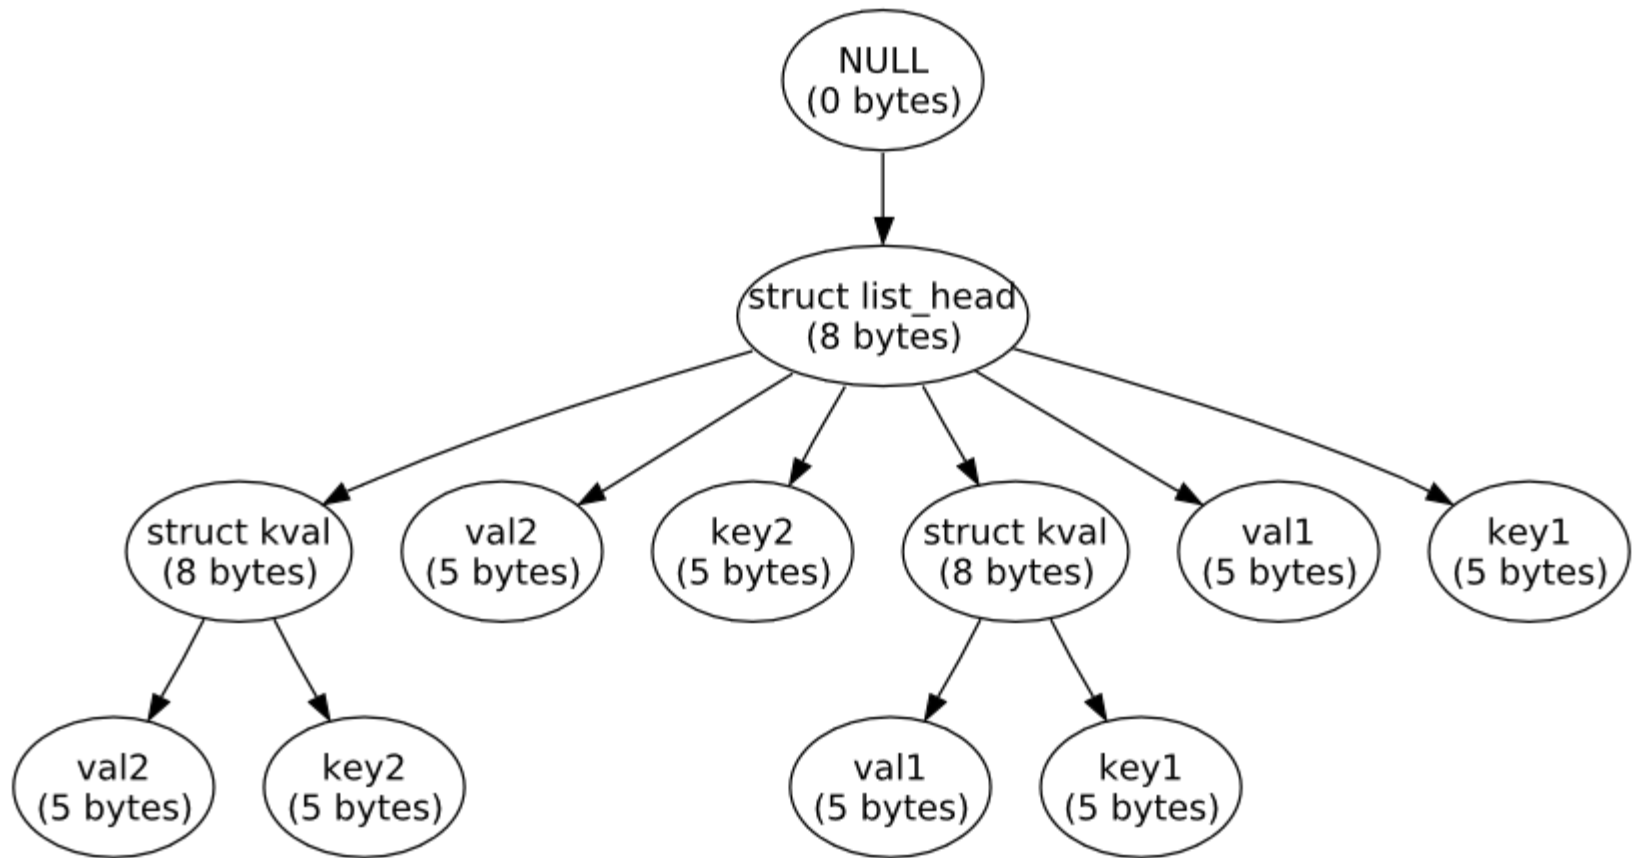 NULL
(0 bytes)
struct list_head
(8 bytes)
struct kval
(8 bytes)
val2
(5 bytes)
key2
(5 bytes)
struct kval
(8 bytes)
val1
(5 bytes)
key1
(5 bytes)
val2
(5 bytes)
key2
(5 bytes)
val1
(5 bytes)
key1
(5 bytes)